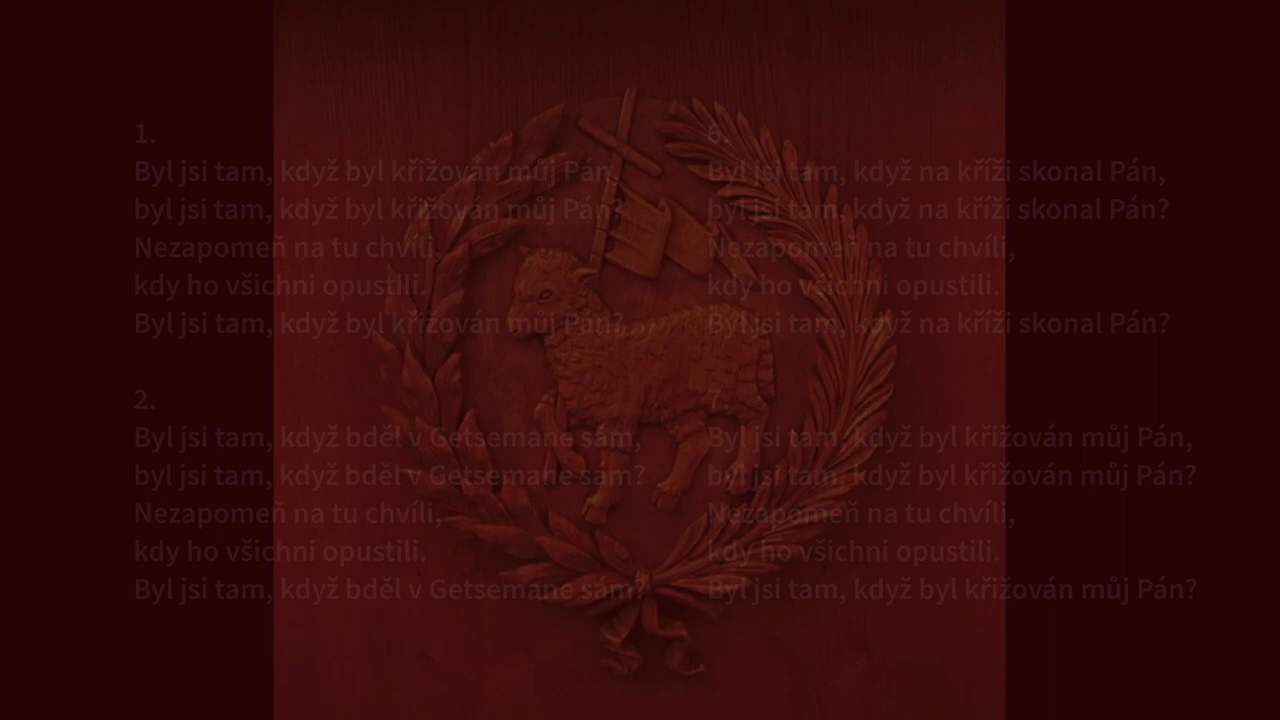 1.
Byl jsi tam, když byl křižován můj Pán,
byl jsi tam, když byl křižován můj Pán?
Nezapomeň na tu chvíli,
kdy ho všichni opustili.
Byl jsi tam, když byl křižován můj Pán?
2.
Byl jsi tam, když bděl v Getsemane sám,
byl jsi tam, když bděl v Getsemane sám?
Nezapomeň na tu chvíli,
kdy ho všichni opustili.
Byl jsi tam, když bděl v Getsemane sám?
6.
Byl jsi tam, když na kříži skonal Pán,
byl jsi tam, když na kříži skonal Pán?
Nezapomeň na tu chvíli,
kdy ho všichni opustili.
Byl jsi tam, když na kříži skonal Pán?
7.
Byl jsi tam, když byl křižován můj Pán,
byl jsi tam, když byl křižován můj Pán?
Nezapomeň na tu chvíli,
kdy ho všichni opustili.
Byl jsi tam, když byl křižován můj Pán?